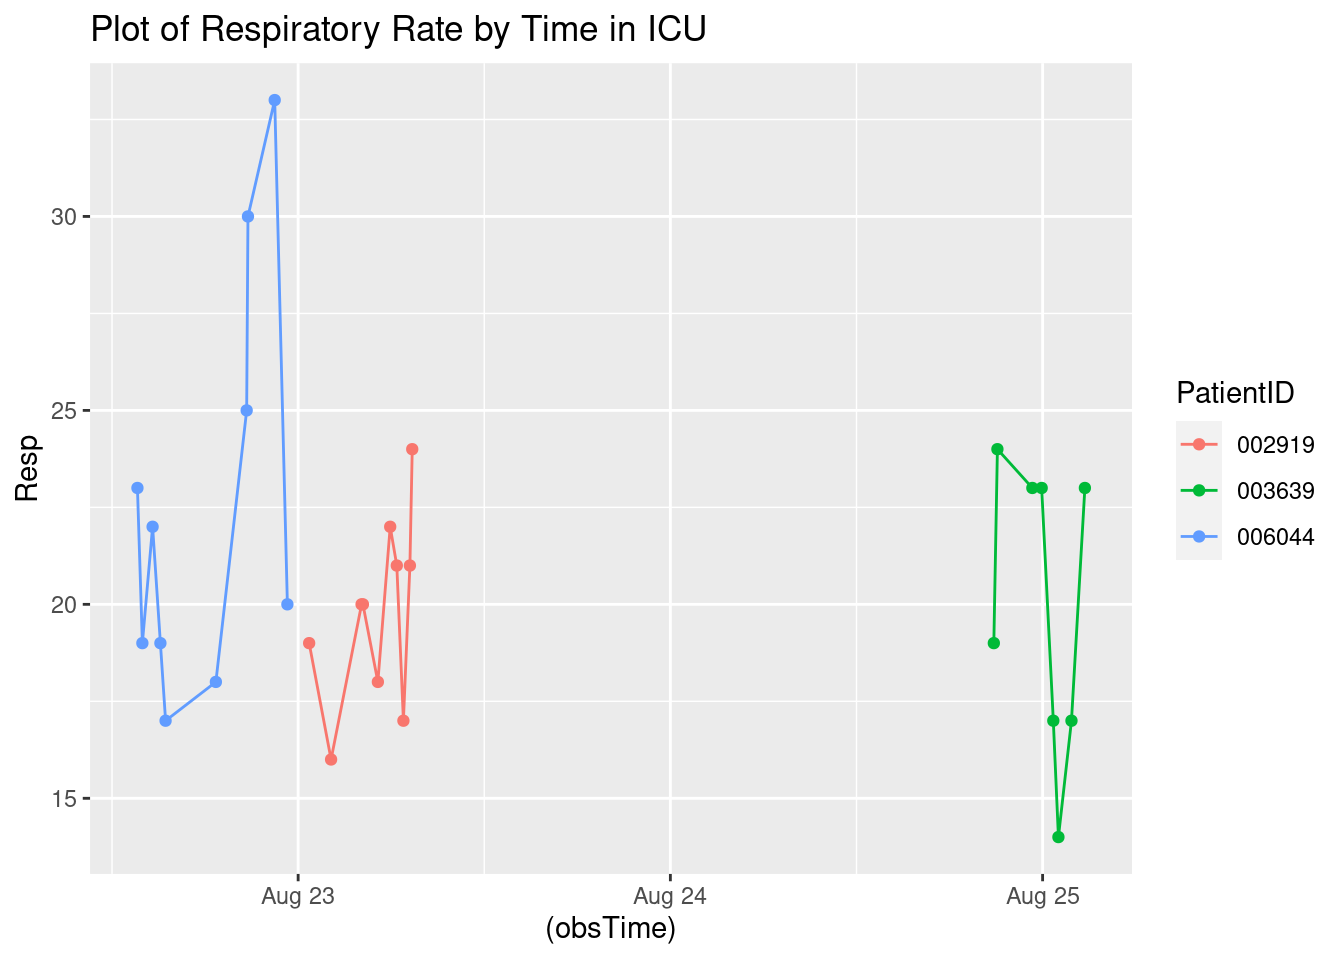 Plot of Respiratory Rate by Time in ICU
Resp
30
25
20
15
Aug 23
Aug 24
Aug 25
(obsTime)
PatientID
002919
003639
006044